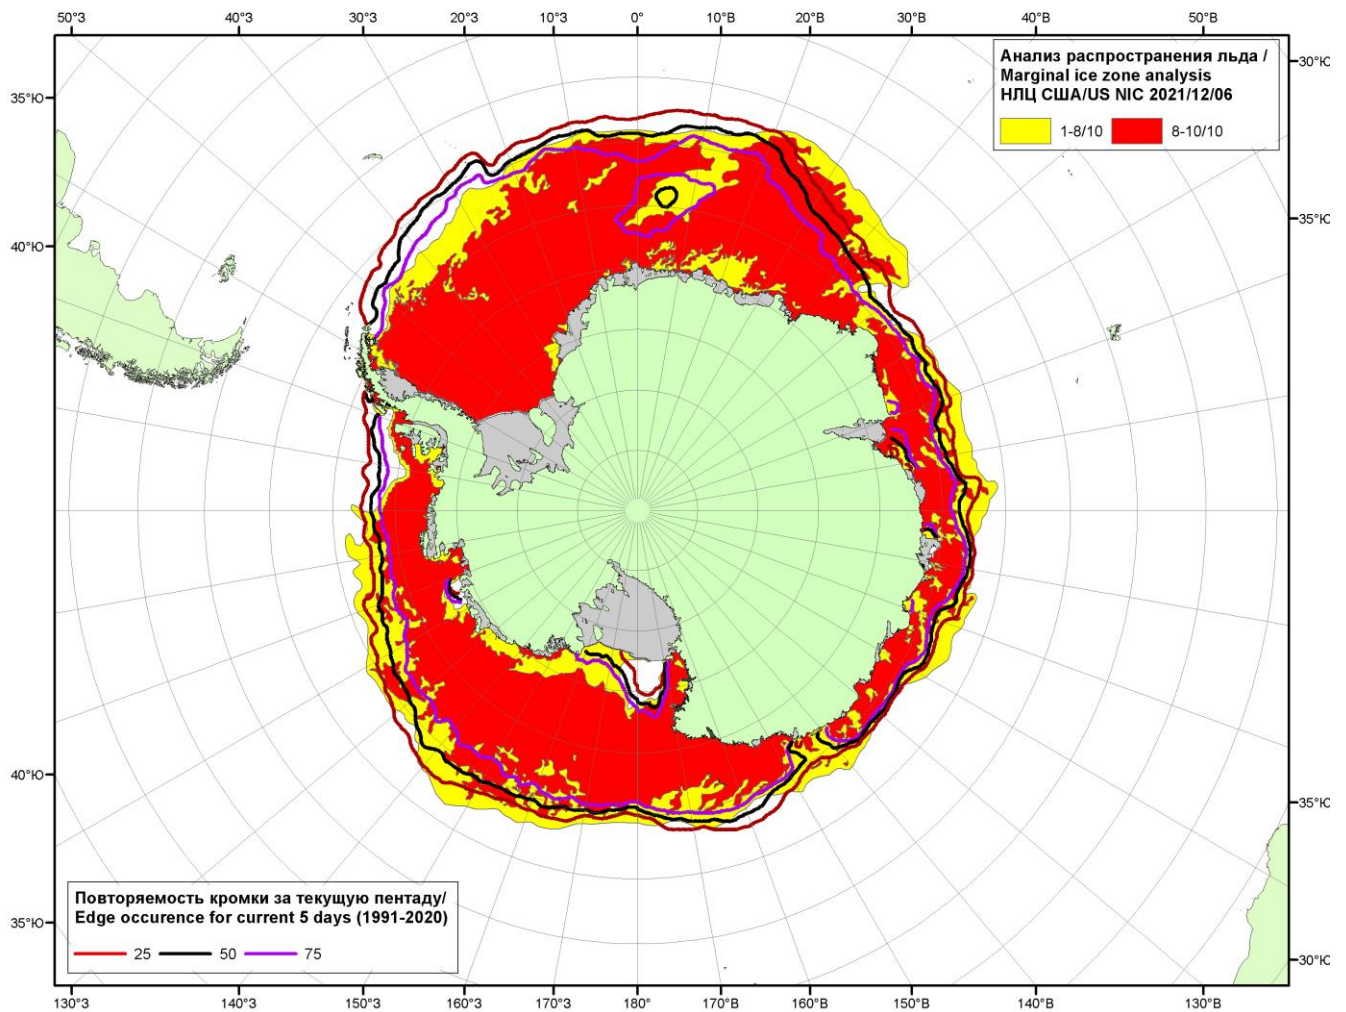 50°З 40°З 30°З 20°З 10°З 0° 10°В 20°В 30°В 40°В 50°В
Анализ распространения льда /
Marginal ice zone analysis
НЛЦ США/US NIC 2021/12/06
1-8/10 8-10/10
30°Ю
35°Ю
35°Ю
40°Ю
40°Ю
35°Ю
35°Ю
30°Ю
Повторяемость кромки за текущую пентаду/
Edge occurence for current 5 days (1991-2020)
25 50 75
130°З 140°З 150°З 160°З 170°З 180° 170°В 160°В 150°В 140°В 130°В